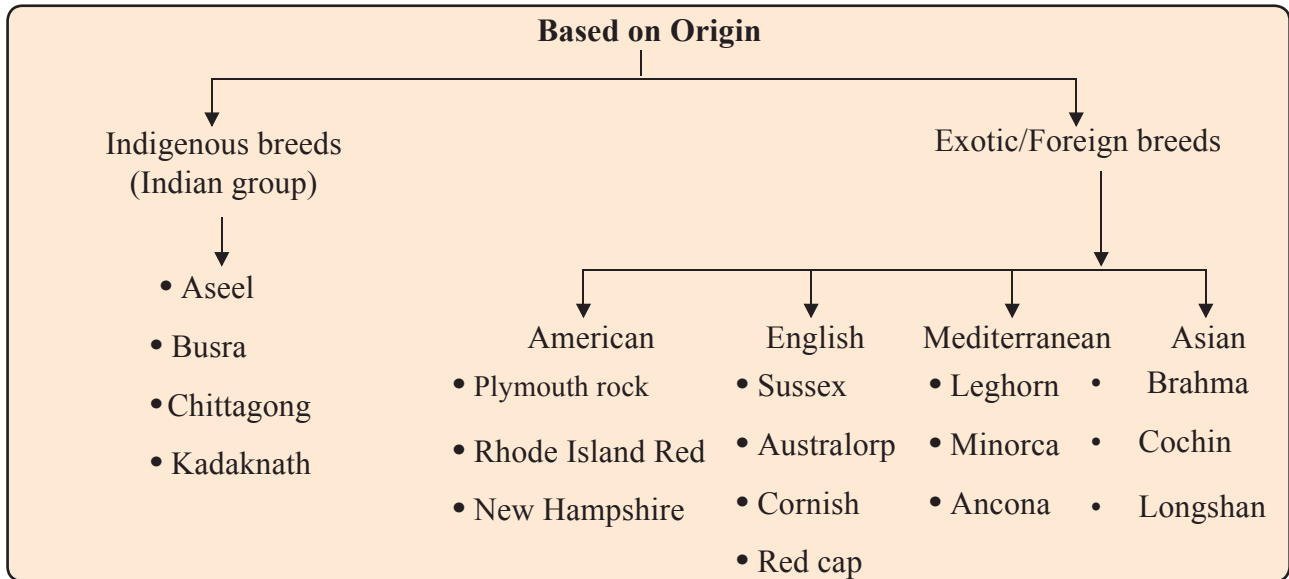 Based on Origin
Indigenous breeds
(Indian group)
• Aseel
• Busra
• Chittagong
• Kadaknath
Exotic/Foreign breeds
American
• Plymouth rock
• Rhode Island Red
• New Hampshire
English
• Sussex
• Australorp
• Cornish
• Red cap
Mediterranean
• Leghorn
• Minorca
• Ancona
Asian
• Brahma
• Cochin
• Longshan